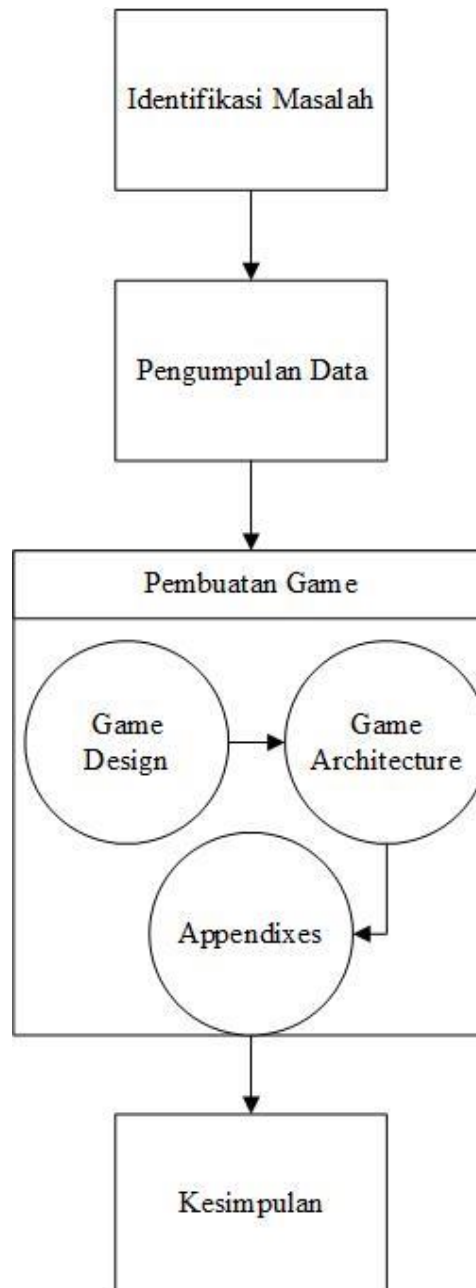 Identifikasi Masalah
Pengumpulan Data
Pembuatan Game
Game
Design
Game
Architecture
Appendixes
Kesimpulan